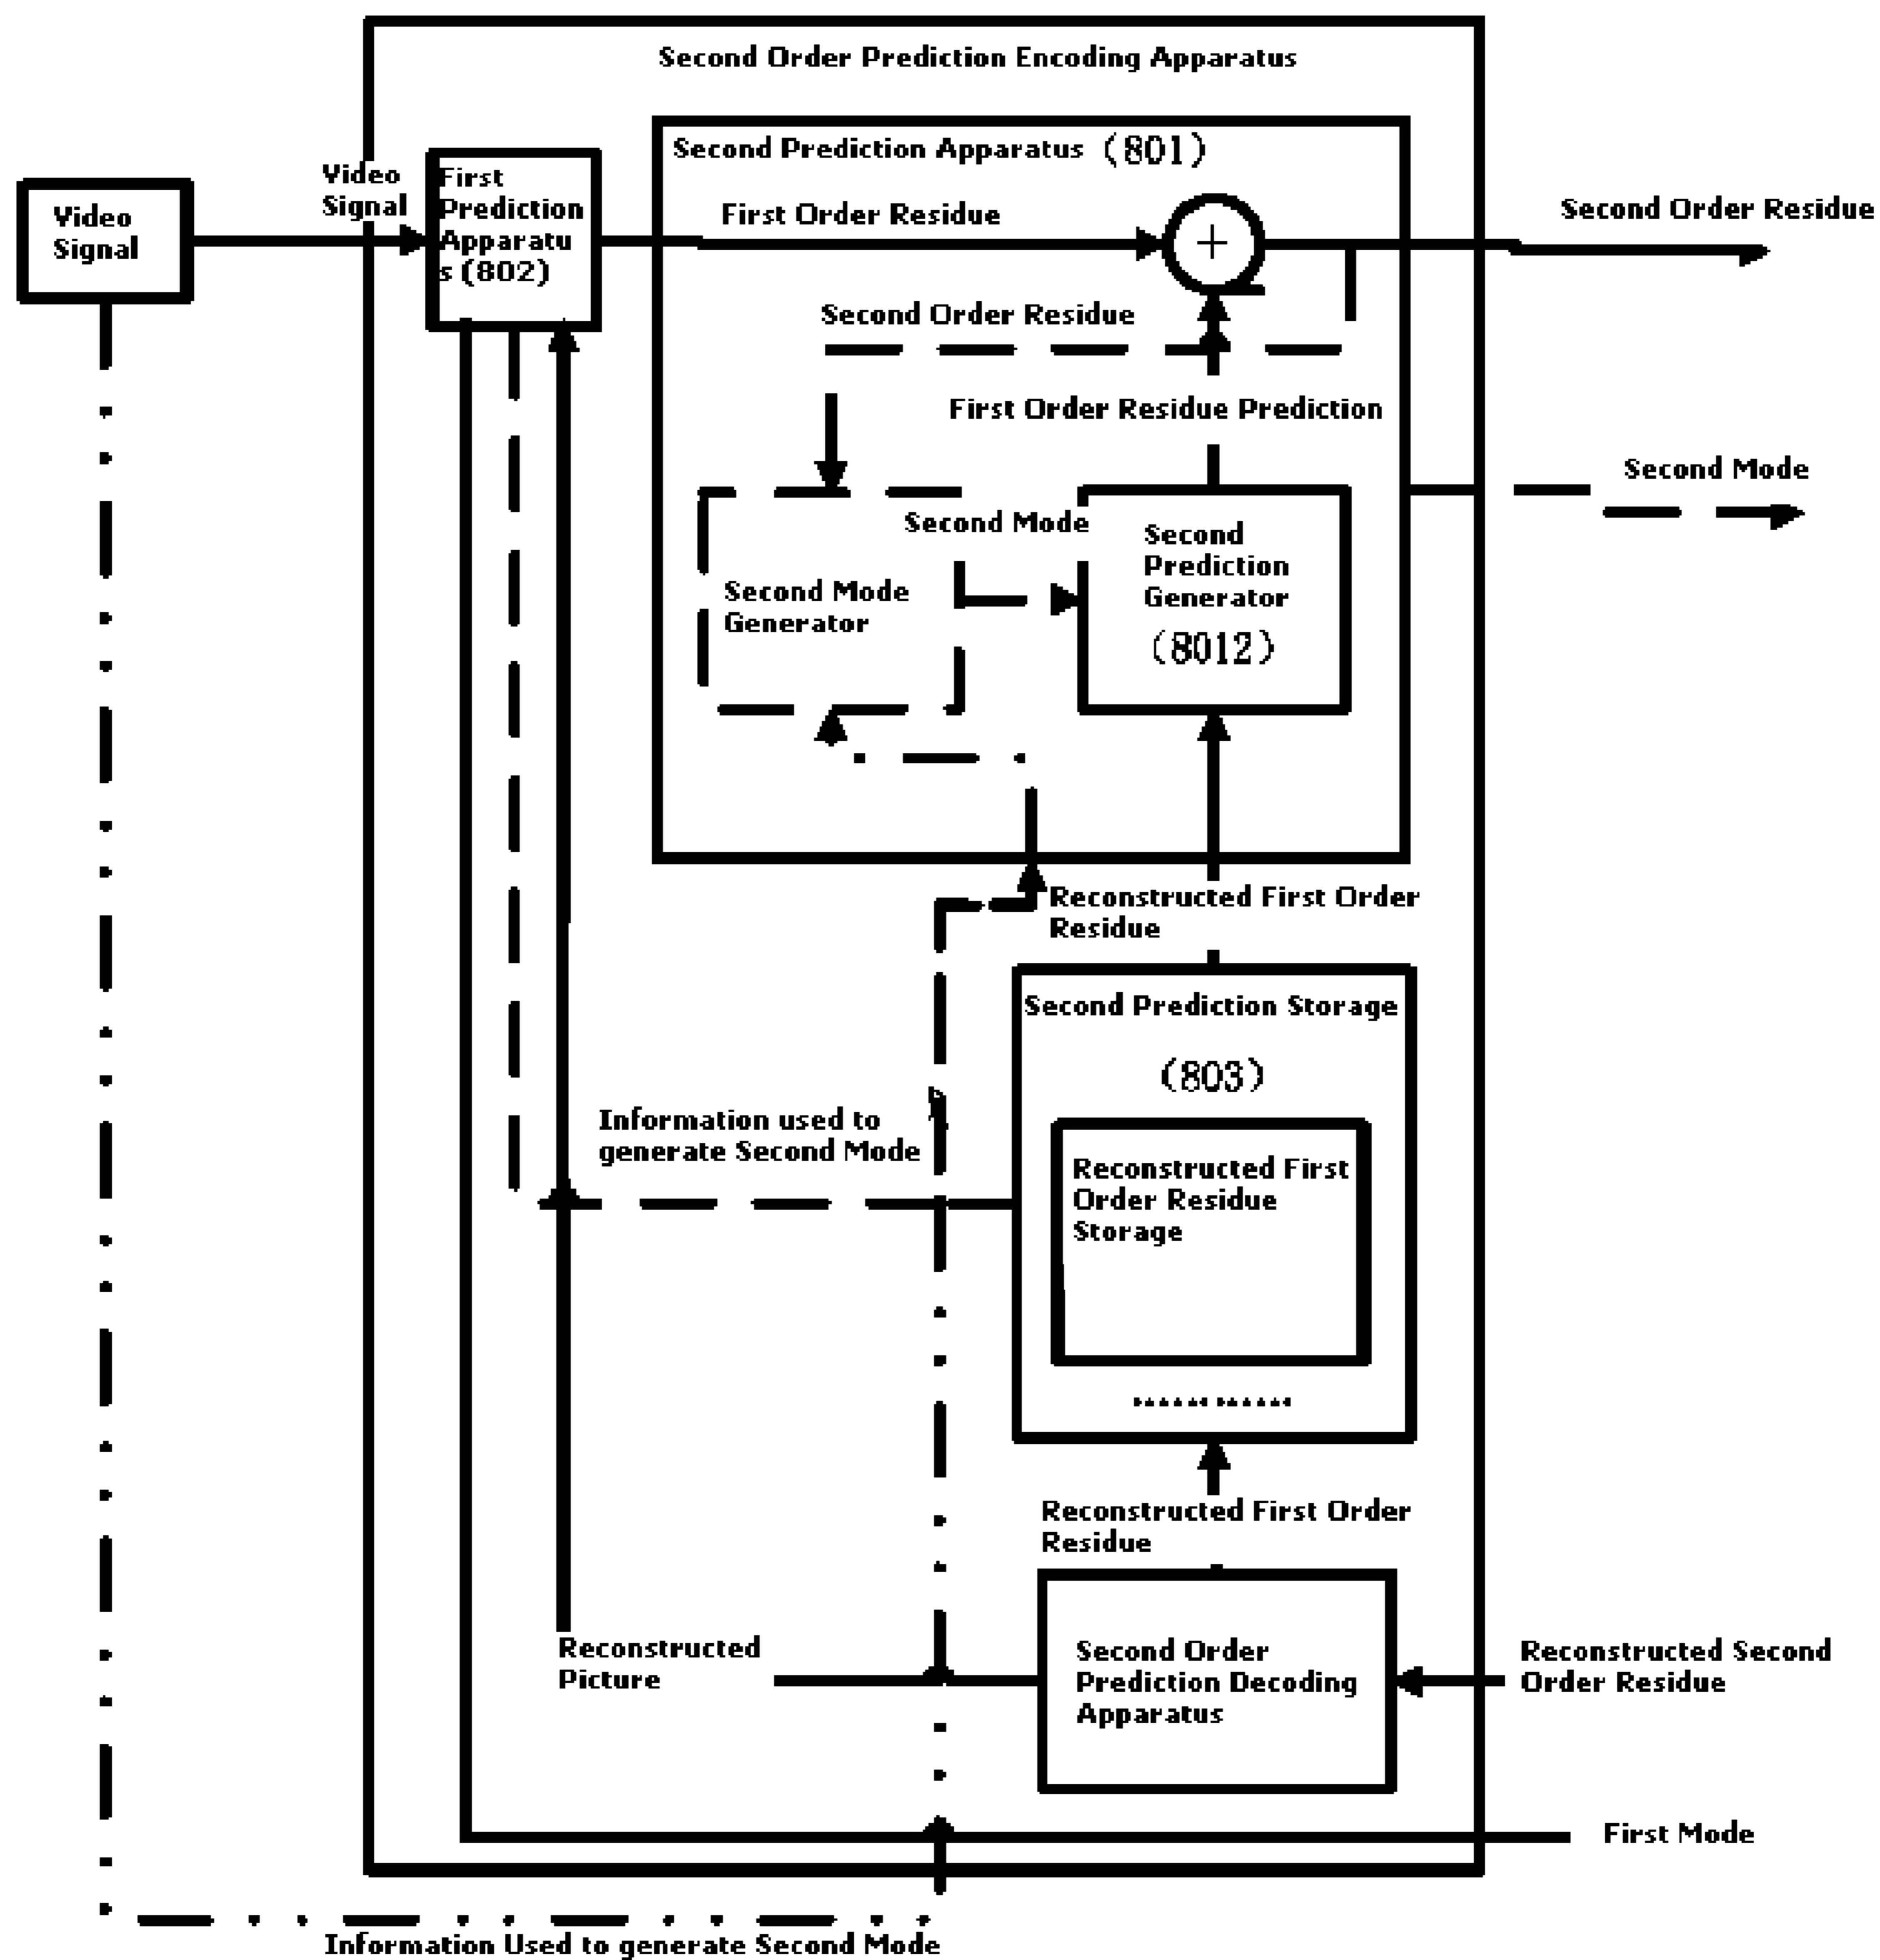 Second Order Prediction Encoding Apparatus
Second Prediction Apparatus (801)
Video
Signal
Video
Signal
First
Prediction
Apparatu
s (802)
First Order Residue
+
Second Order Residue
Second Order Residue
First Order Residue Prediction
Second Mode
Second Mode
Second Mode
Generator
Second
Prediction
Generator
(8012)
Reconstructed First Order
Residue
Second Prediction Storage
(803)
Information used to
generate Second Mode
Reconstructed First
Order Residue
Storage
.............
Reconstructed First Order
Residue
Reconstructed
Picture
Second Order
Prediction Decoding
Apparatus
Reconstructed Second
Order Residue
First Mode
Information Used to generate Second Mode